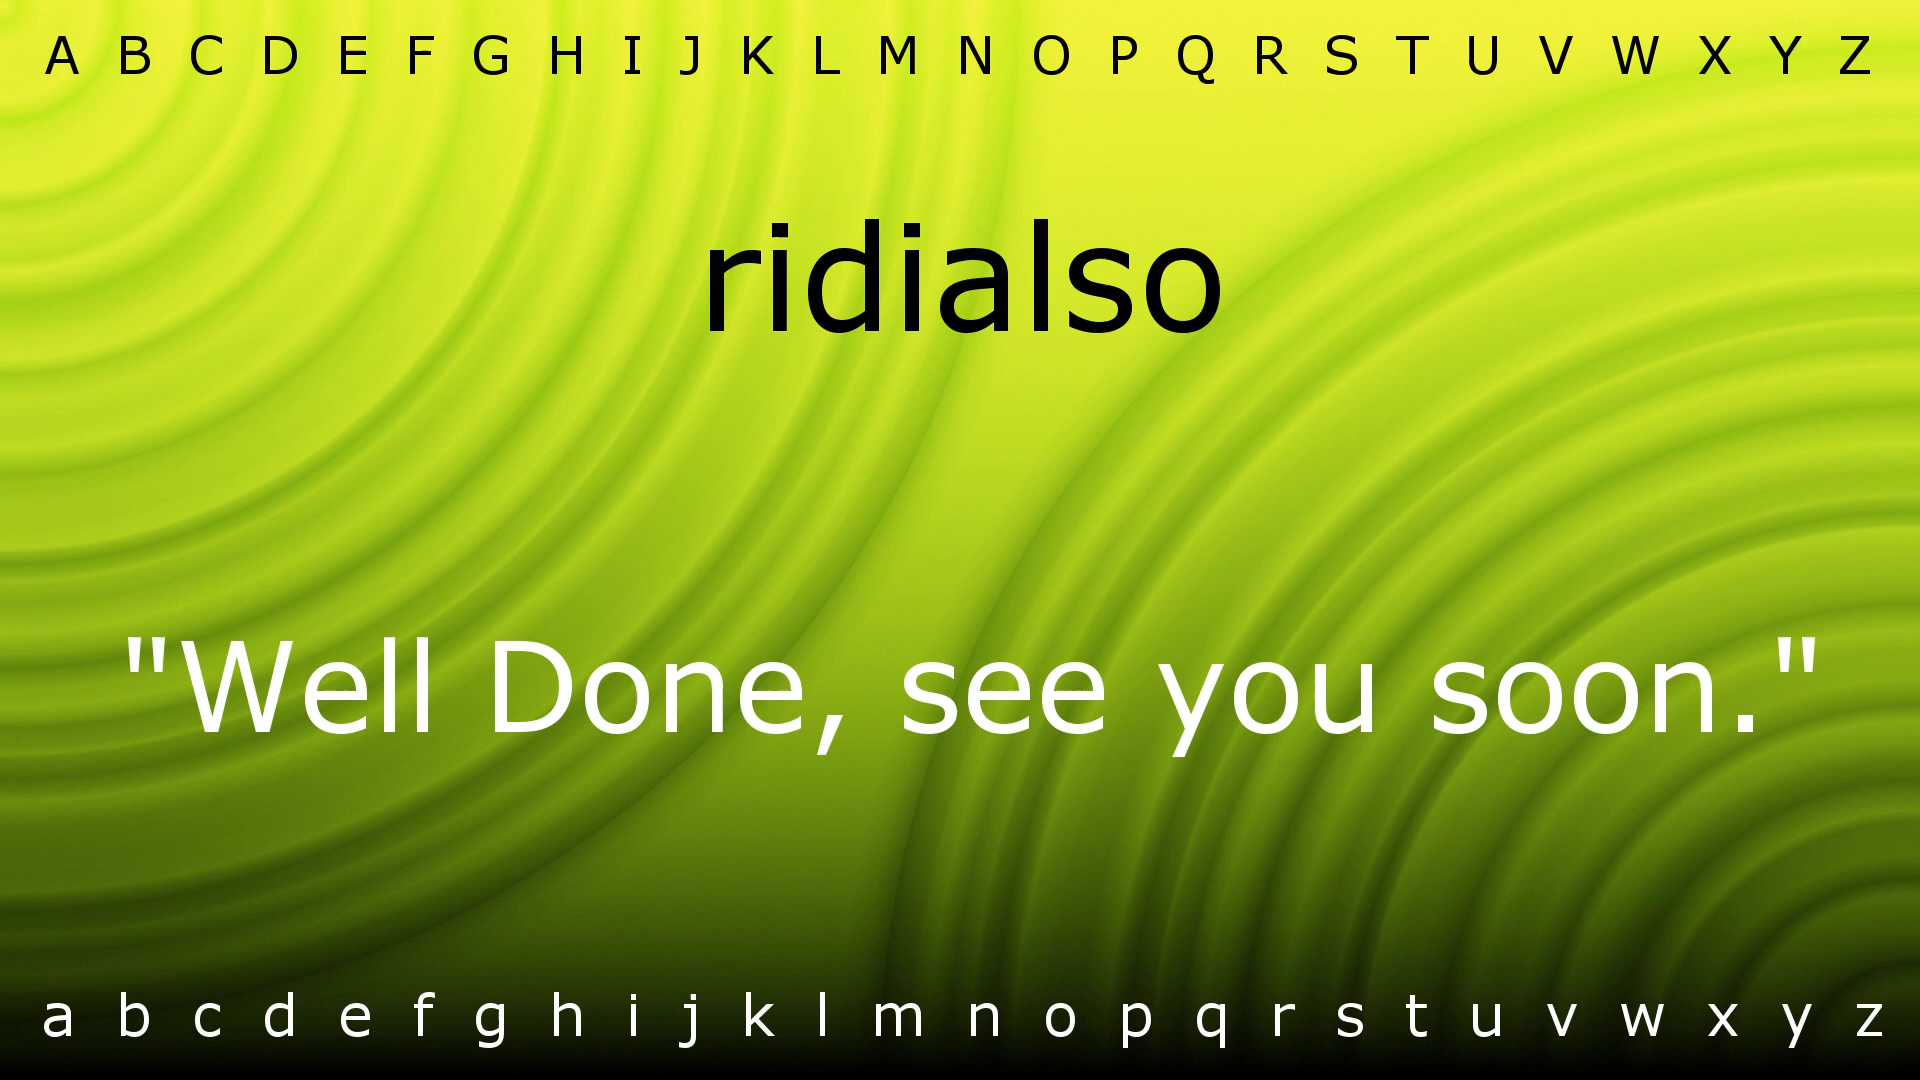 A B C D E F G H I J K L M N O P Q R S T U V W X Y Z
ridialso
"Well Done, see you soon."
a b c d e f g h i j k l m n o p q r s t u v w x y z